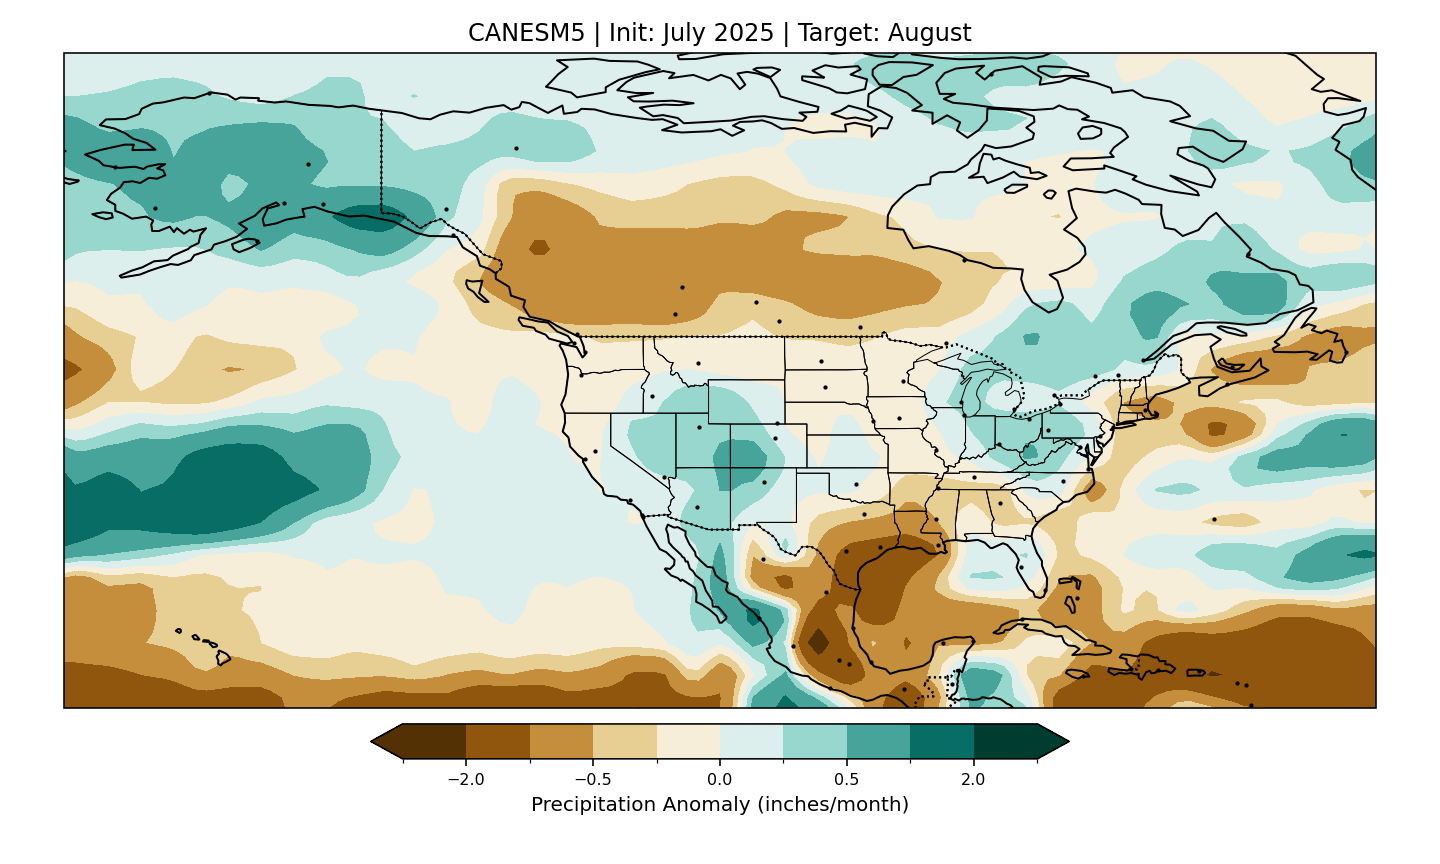 CANESM5 | Init: July 2025 | Target: August
−2.0 −0.5 0.0 0.5 2.0
Precipitation Anomaly (inches/month)